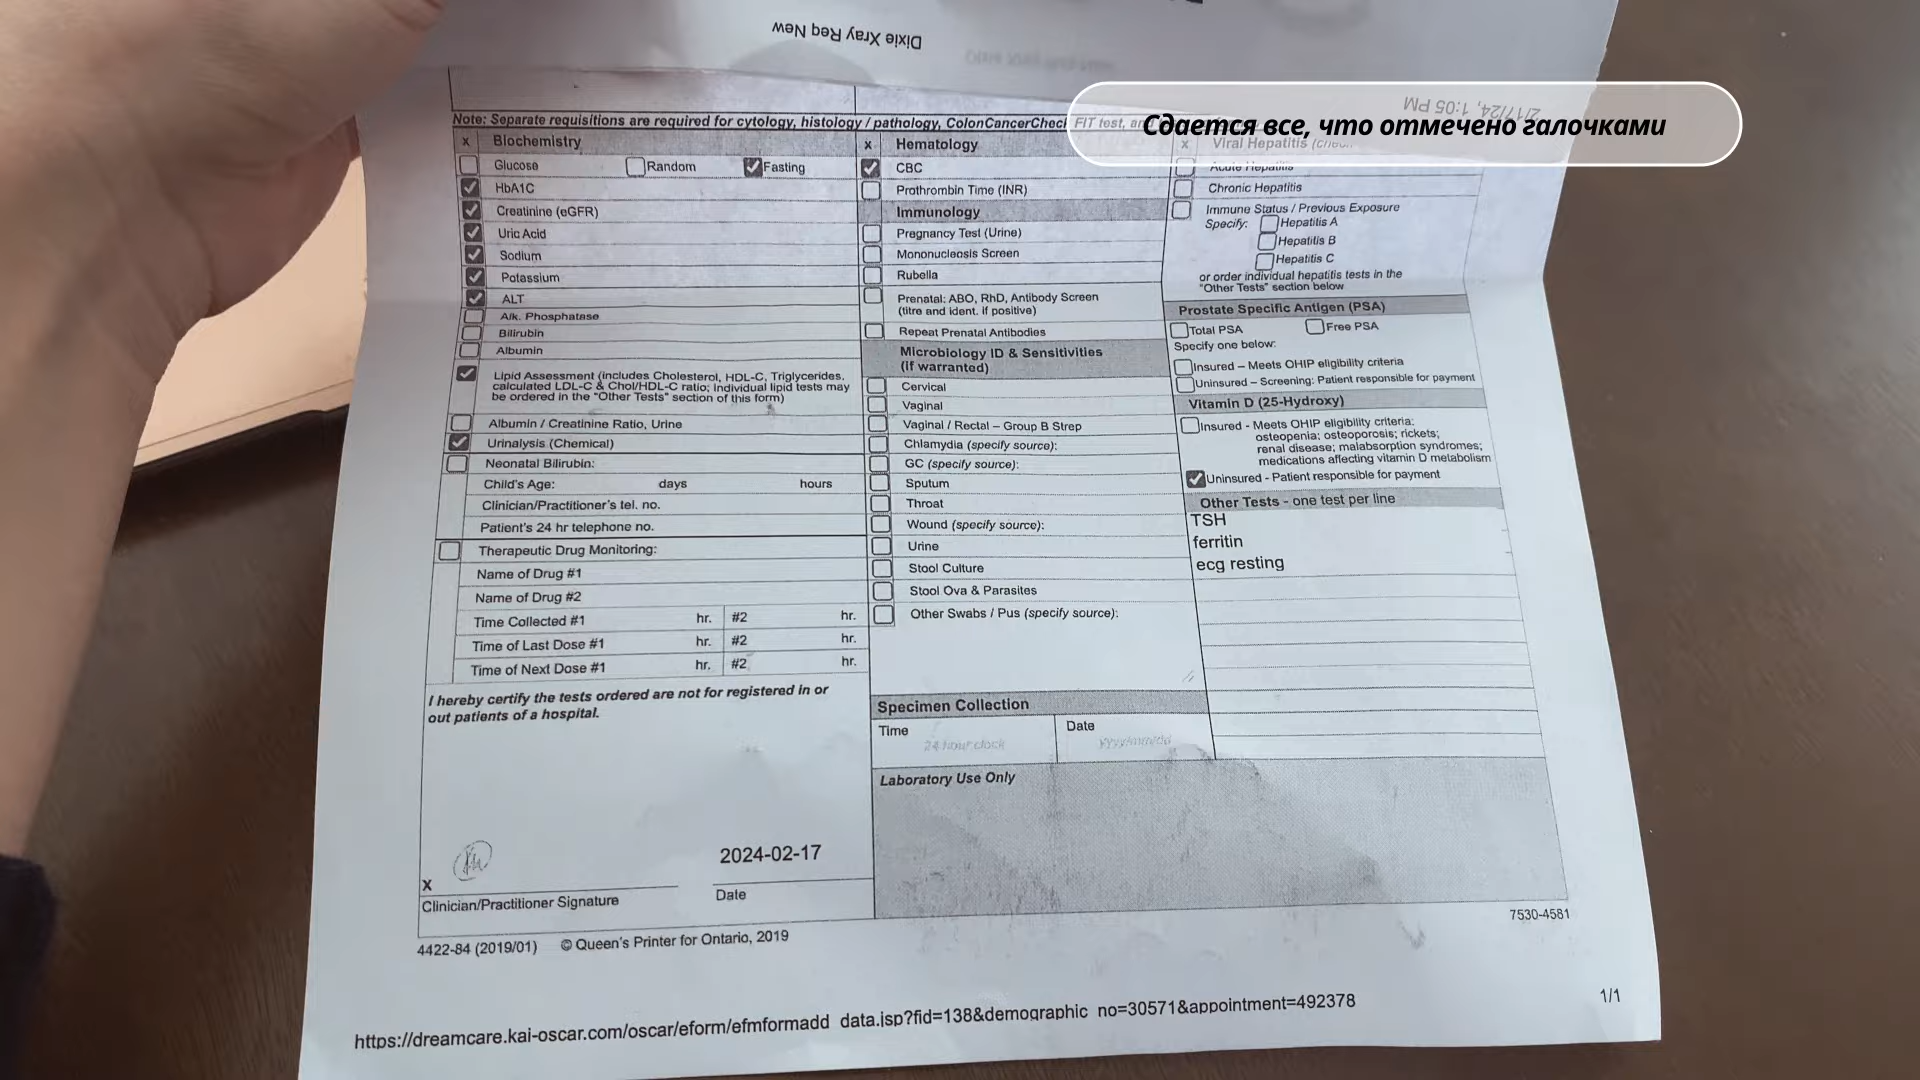 Dixie Xray Req New
2/17/24, 1:05 PM
Сдается все, что отмечено галочками
Note: Separate requisitions are required for cytology, histology / pathology, ColonCancerCheck FIT test, an
x Biochemistry
Glucose Random Fasting
HbA1C
Creatinine (eGFR)
Uric Acid
Sodium
Potassium
ALT
Alk. Phosphatase
Bilirubin
Albumin
Lipid Assessment (includes Cholesterol, HDL-C, Triglycerides,
calculated LDL-C & Chol/HDL-C ratio; individual lipid tests may
be ordered in the "Other Tests" section of this form)
Albumin / Creatinine Ratio, Urine
Urinalysis (Chemical)
Neonatal Bilirubin:
Child's Age: days hours
Clinician/Practitioner's tel. no.
Patient's 24 hr telephone no.
Therapeutic Drug Monitoring:
Name of Drug #1
Name of Drug #2
Time Collected #1 hr. #2 hr.
Time of Last Dose #1 hr. #2 hr.
Time of Next Dose #1 hr. #2 hr.
I hereby certify the tests ordered are not for registered in or
out patients of a hospital.
X
2024-02-17
Clinician/Practitioner Signature
Date
x Hematology
CBC
Prothrombin Time (INR)
Immunology
Pregnancy Test (Urine)
Mononucleosis Screen
Rubella
Prenatal: ABO, RhD, Antibody Screen
(titre and ident. if positive)
Repeat Prenatal Antibodies
Microbiology ID & Sensitivities
(if warranted)
Cervical
Vaginal
Vaginal / Rectal – Group B Strep
Chlamydia (specify source):
GC (specify source):
Sputum
Throat
Wound (specify source):
Urine
Stool Culture
Stool Ova & Parasites
Other Swabs / Pus (specify source):
Specimen Collection
Time
24 hour clock
Date
yyyy/mm/dd
Laboratory Use Only
x Viral Hepatitis (chec
Acute Hepatitis
Chronic Hepatitis
Immune Status / Previous Exposure
Specify: Hepatitis A
Hepatitis B
Hepatitis C
or order individual hepatitis tests in the
"Other Tests" section below
Prostate Specific Antigen (PSA)
Total PSA Free PSA
Specify one below:
Insured – Meets OHIP eligibility criteria
Uninsured – Screening: Patient responsible for payment
Vitamin D (25-Hydroxy)
Insured - Meets OHIP eligibility criteria:
osteopenia; osteoporosis; rickets;
renal disease; malabsorption syndromes;
medications affecting vitamin D metabolism
Uninsured - Patient responsible for payment
Other Tests - one test per line
TSH
ferritin
ecg resting
4422-84 (2019/01) © Queen's Printer for Ontario, 2019
7530-4581
https://dreamcare.kai-oscar.com/oscar/eform/efmformadd_data.jsp?fid=138&demographic_no=30571&appointment=492378
1/1